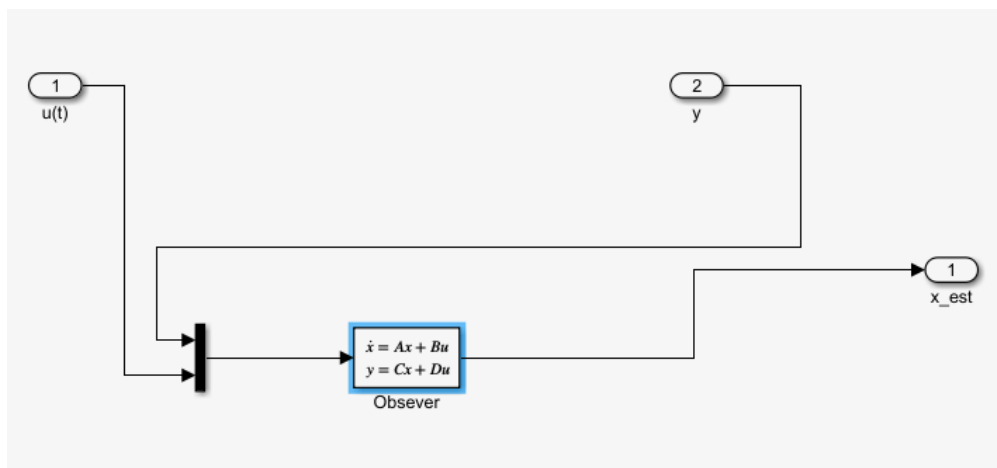 1
u(t)
2
y
1
x_est
ẋ = Ax + Bu
y = Cx + Du
Obsever